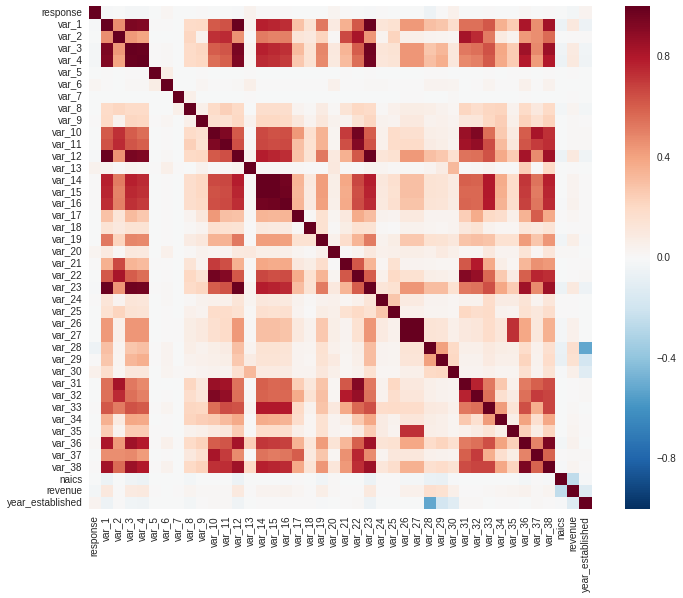 response
var_1
var_2
var_3
var_4
var_5
var_6
var_7
var_8
var_9
var_10
var_11
var_12
var_13
var_14
var_15
var_16
var_17
var_18
var_19
var_20
var_21
var_22
var_23
var_24
var_25
var_26
var_27
var_28
var_29
var_30
var_31
var_32
var_33
var_34
var_35
var_36
var_37
var_38
naics
revenue
year_established
response
var_1
var_2
var_3
var_4
var_5
var_6
var_7
var_8
var_9
var_10
var_11
var_12
var_13
var_14
var_15
var_16
var_17
var_18
var_19
var_20
var_21
var_22
var_23
var_24
var_25
var_26
var_27
var_28
var_29
var_30
var_31
var_32
var_33
var_34
var_35
var_36
var_37
var_38
naics
revenue
year_established
0.8
0.4
0.0
−0.4
−0.8